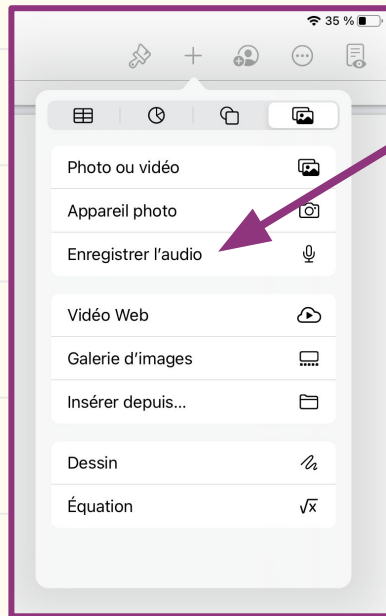 35 %
Photo ou vidéo
Appareil photo
Enregistrer l’audio
Vidéo Web
Galerie d’images
Insérer depuis...
Dessin
Équation
√x